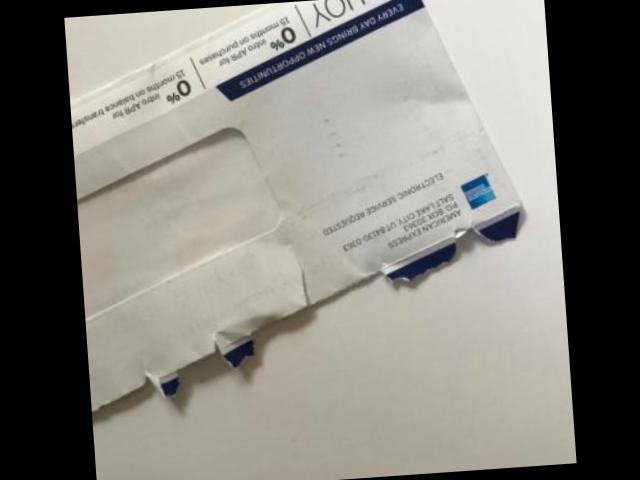 AMERICAN EXPRESS
P.O. BOX 30363
SALT LAKE CITY, UT 84130-0363
ELECTRONIC SERVICE REQUESTED
EVERY DAY BRINGS NEW OPPORTUNITIES
0%
intro APR for
15 months on purchases
0%
intro APR for
15 months on balance